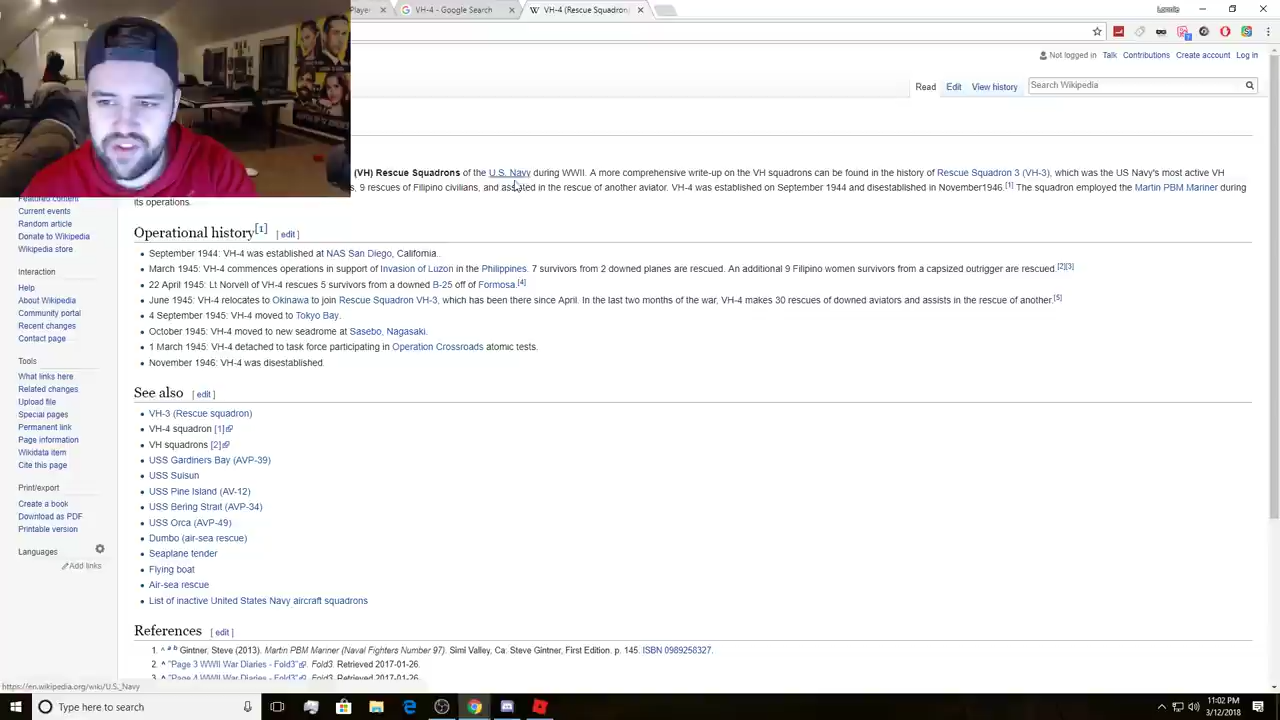 Player
VH-4 - Google Search
VH-4 (Rescue Squadron)
Lonnie
Not logged in Talk Contributions Create account Log in
Read Edit View history Search Wikipedia
(VH) Rescue Squadrons of the U.S. Navy during WWII. A more comprehensive write-up on the VH squadrons can be found in the history of Rescue Squadron 3 (VH-3), which was the US Navy's most active VH
s, 9 rescues of Filipino civilians, and assisted in the rescue of another aviator. VH-4 was established on September 1944 and disestablished in November1946.[1] The squadron employed the Martin PBM Mariner during
its operations.
Featured content
Current events
Random article
Donate to Wikipedia
Wikipedia store
Interaction
Help
About Wikipedia
Community portal
Recent changes
Contact page
Tools
What links here
Related changes
Upload file
Special pages
Permanent link
Page information
Wikidata item
Cite this page
Print/export
Create a book
Download as PDF
Printable version
Languages
Add links
Operational history[1] [ edit ]
• September 1944: VH-4 was established at NAS San Diego, California..
• March 1945: VH-4 commences operations in support of Invasion of Luzon in the Philippines. 7 survivors from 2 downed planes are rescued. An additional 9 Filipino women survivors from a capsized outrigger are rescued [2][3]
• 22 April 1945: Lt Norvell of VH-4 rescues 5 survivors from a downed B-25 off of Formosa.[4]
• June 1945: VH-4 relocates to Okinawa to join Rescue Squadron VH-3, which has been there since April. In the last two months of the war, VH-4 makes 30 rescues of downed aviators and assists in the rescue of another.[5]
• 4 September 1945: VH-4 moved to Tokyo Bay.
• October 1945: VH-4 moved to new seadrome at Sasebo, Nagasaki.
• 1 March 1945: VH-4 detached to task force participating in Operation Crossroads atomic tests.
• November 1946: VH-4 was disestablished.
See also [ edit ]
• VH-3 (Rescue squadron)
• VH-4 squadron [1]
• VH squadrons [2]
• USS Gardiners Bay (AVP-39)
• USS Suisun
• USS Pine Island (AV-12)
• USS Bering Strait (AVP-34)
• USS Orca (AVP-49)
• Dumbo (air-sea rescue)
• Seaplane tender
• Flying boat
• Air-sea rescue
• List of inactive United States Navy aircraft squadrons
References [ edit ]
1. ^ a b Gintner, Steve (2013). Martin PBM Mariner (Naval Fighters Number 97). Simi Valley, Ca: Steve Gintner, First Edition. p. 145. ISBN 0989258327.
2. ^ "Page 3 WWII War Diaries - Fold3". Fold3. Retrieved 2017-01-26.
3. ^ "Page 4 WWII War Diaries - Fold3". Fold3. Retrieved 2017-01-26.
https://en.wikipedia.org/wiki/U.S._Navy
Type here to search
11:02 PM
3/12/2018